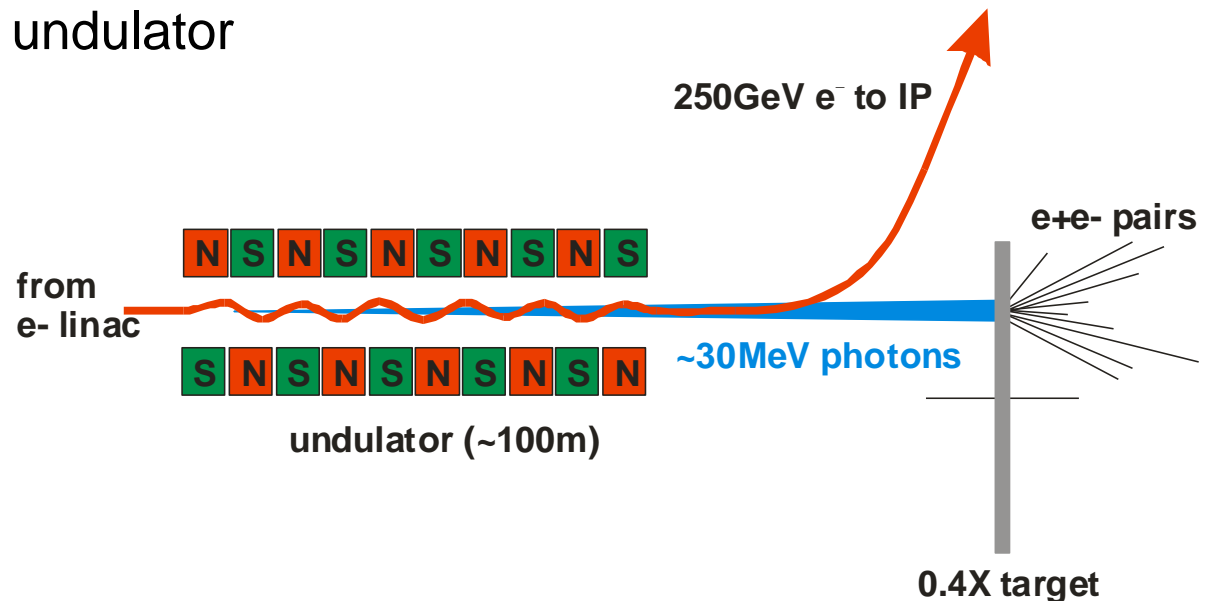 undulator
250GeV e⁻ to IP
e+e- pairs
N S N S N S N S N S
from
e- linac
~30MeV photons
S N S N S N S N S N
undulator (~100m)
0.4X target